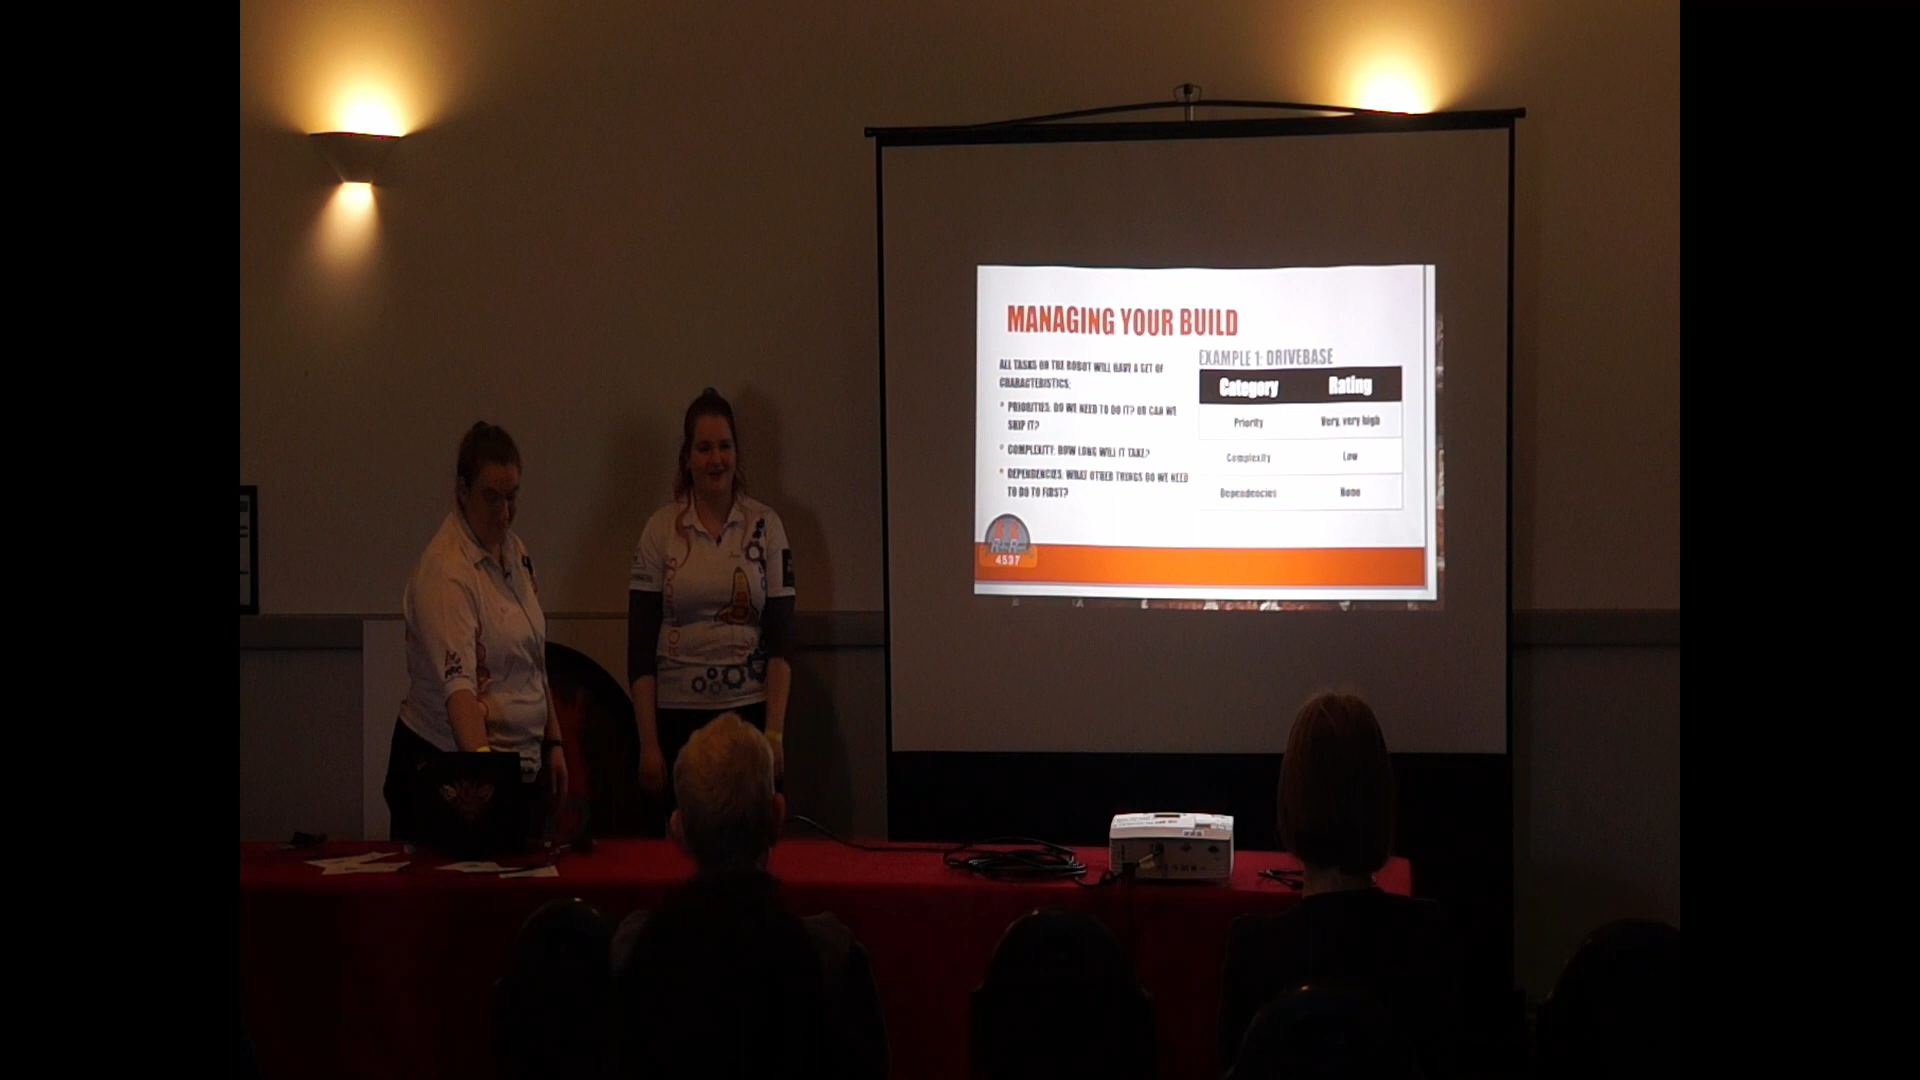 MANAGING YOUR BUILD
ALL TASKS ON THE ROBOT WILL HAVE A SET OF
CHARACTERISTICS:
* PRIORITIES: DO WE NEED TO DO IT? OR CAN WE
SKIP IT?
* COMPLEXITY: HOW LONG WILL IT TAKE?
* DEPENDENCIES: WHAT OTHER THINGS DO WE NEED
TO DO TO FIRST?
EXAMPLE 1: DRIVEBASE
Category Rating
Priority Very, very high
Complexity Low
Dependencies None
4537